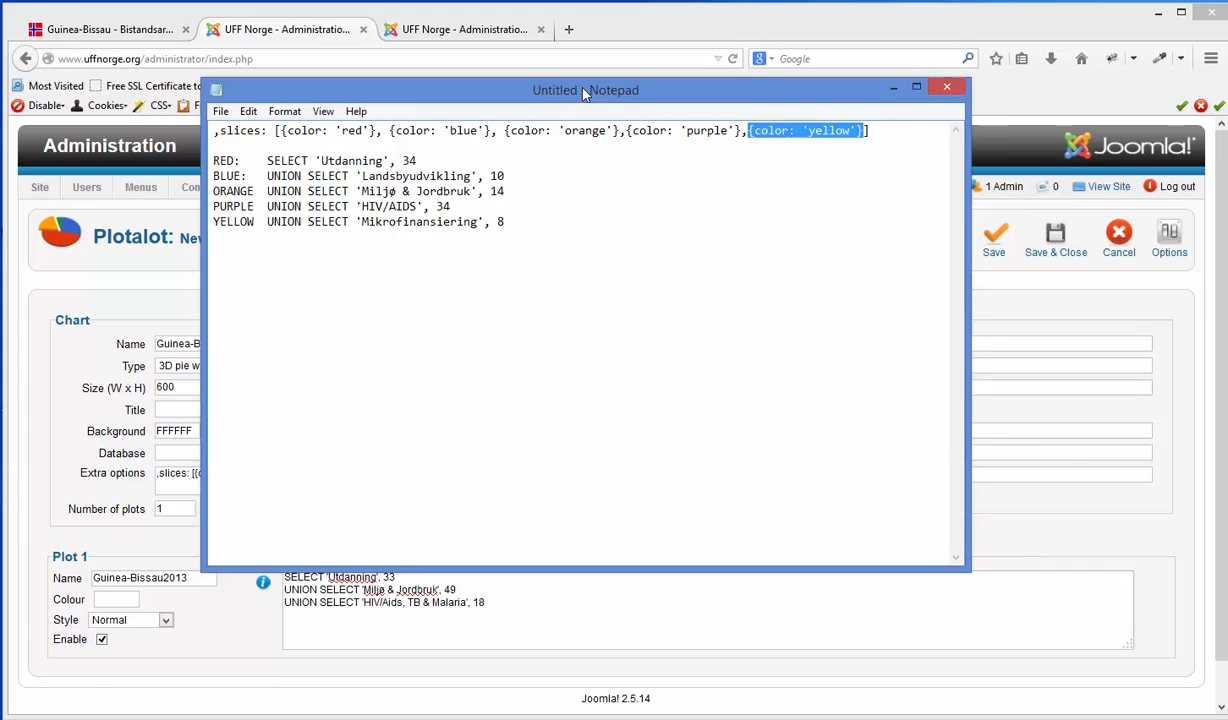 Guinea-Bissau - Bistandsar...
UFF Norge - Administratio...
UFF Norge - Administratio...
www.uffnorge.org/administrator/index.php
Google
Most Visited
Free SSL Certificate to
Disable
Cookies
CSS
Untitled - Notepad
File Edit Format View Help
,slices: [{color: 'red'}, {color: 'blue'}, {color: 'orange'},{color: 'purple'},{color: 'yellow'}]
RED: SELECT 'Utdanning', 34
BLUE: UNION SELECT 'Landsbyudvikling', 10
ORANGE UNION SELECT 'Miljø & Jordbruk', 14
PURPLE UNION SELECT 'HIV/AIDS', 34
YELLOW UNION SELECT 'Mikrofinansiering', 8
Administration
Joomla!
Site Users Menus Con
1 Admin 0 View Site Log out
Plotalot: Ne
Save Save & Close Cancel Options
Chart
Name Guinea-B
Type 3D pie w
Size (W x H) 600
Title
Background FFFFFF
Database
Extra options ,slices: [{c
Number of plots 1
Plot 1
Name Guinea-Bissau2013
Colour
Style Normal
Enable
SELECT 'Utdanning', 33
UNION SELECT 'Miljø & Jordbruk', 49
UNION SELECT 'HIV/Aids, TB & Malaria', 18
Joomla! 2.5.14